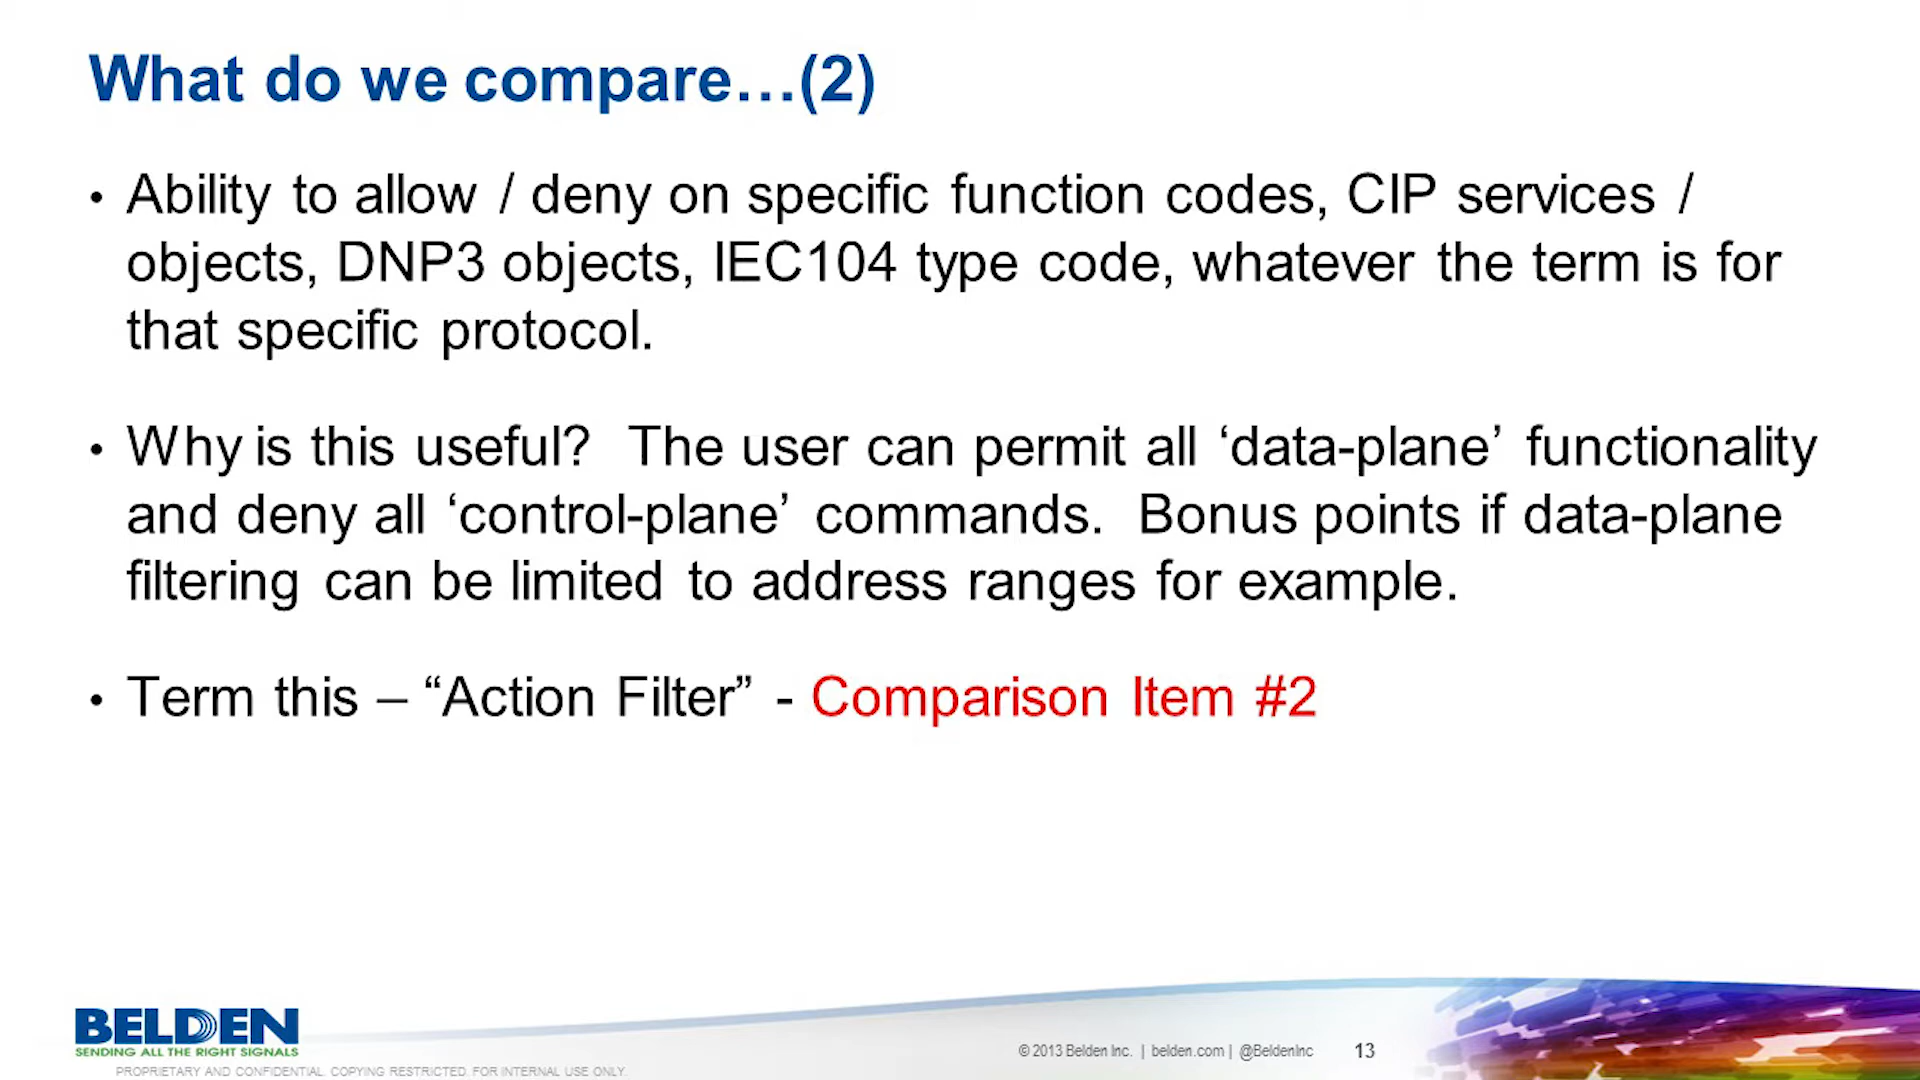 What do we compare…(2)
• Ability to allow / deny on specific function codes, CIP services /
objects, DNP3 objects, IEC104 type code, whatever the term is for
that specific protocol.
• Why is this useful?  The user can permit all ‘data-plane’ functionality
and deny all ‘control-plane’ commands.  Bonus points if data-plane
filtering can be limited to address ranges for example.
• Term this – “Action Filter” - Comparison Item #2
BELDEN
SENDING ALL THE RIGHT SIGNALS
© 2013 Belden Inc. | belden.com | @BeldenInc 13
PROPRIETARY AND CONFIDENTIAL. COPYING RESTRICTED. FOR INTERNAL USE ONLY.